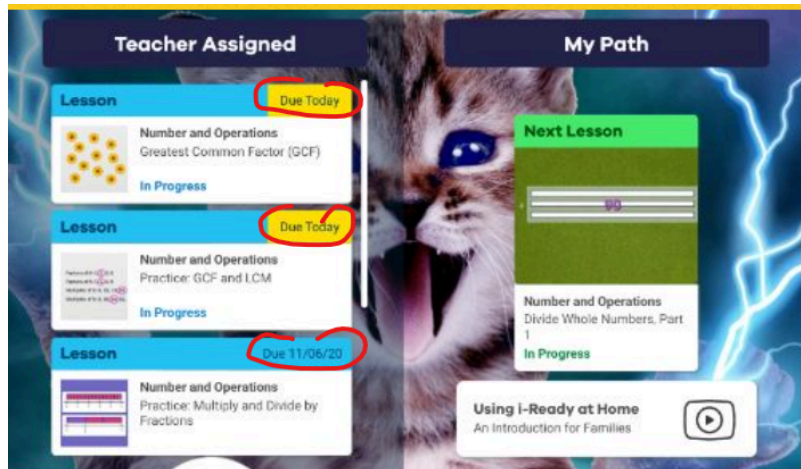 Teacher Assigned
Lesson
Due Today
Number and Operations
Greatest Common Factor (GCF)
In Progress
Lesson
Due Today
Number and Operations
Practice: GCF and LCM
In Progress
Lesson
Due 11/06/20
Number and Operations
Practice: Multiply and Divide by
Fractions
My Path
Next Lesson
Number and Operations
Divide Whole Numbers, Part
1
In Progress
Using i-Ready at Home
An Introduction for Families